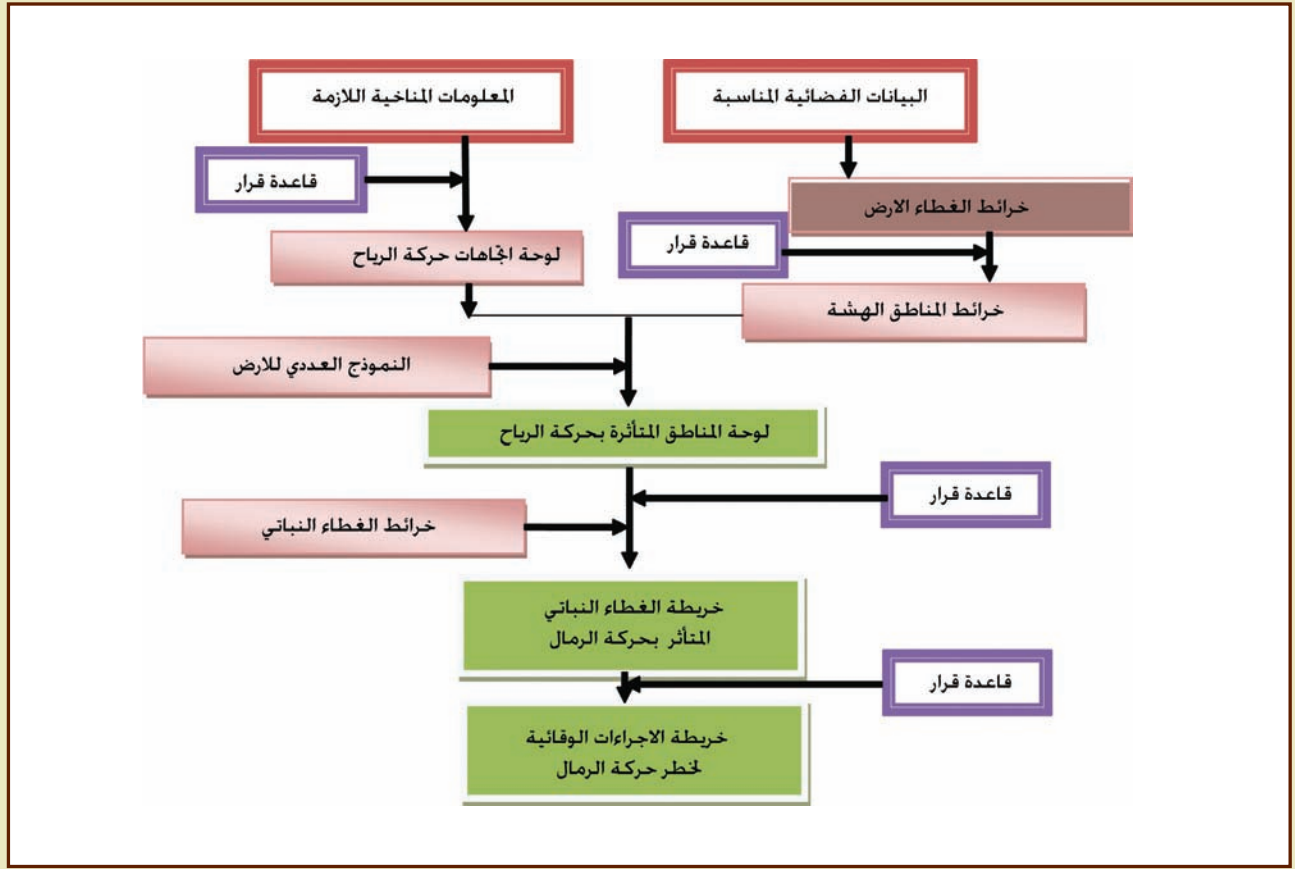 البيانات الفضائية المناسبة
المعلومات المناخية اللازمة
قاعدة قرار
خرائط الغطاء الارض
قاعدة قرار
لوحة اتجاهات حركة الرياح
خرائط المناطق الهشة
النموذج العددي للارض
لوحة المناطق المتأثرة بحركة الرياح
قاعدة قرار
خرائط الغطاء النباتي
خريطة الغطاء النباتي
المتأثر بحركة الرمال
قاعدة قرار
خريطة الاجراءات الوقائية
لخطر حركة الرمال